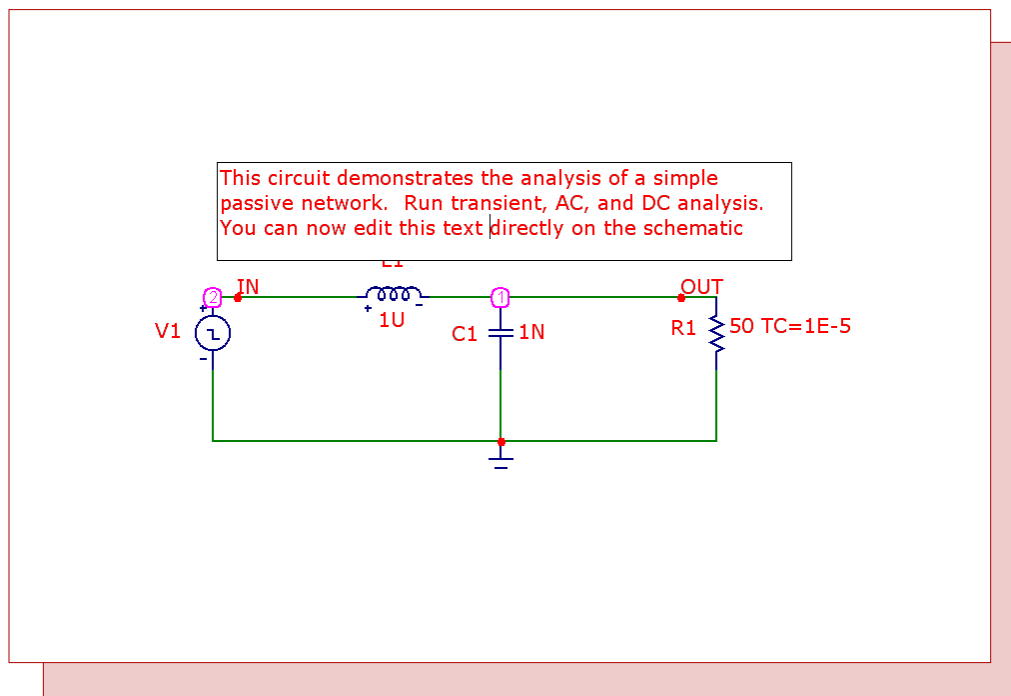 This circuit demonstrates the analysis of a simple
passive network.  Run transient, AC, and DC analysis.
You can now edit this text directly on the schematic
L1
2
IN
1
OUT
+
+
-
1U
V1
C1
1N
R1
50 TC=1E-5
-